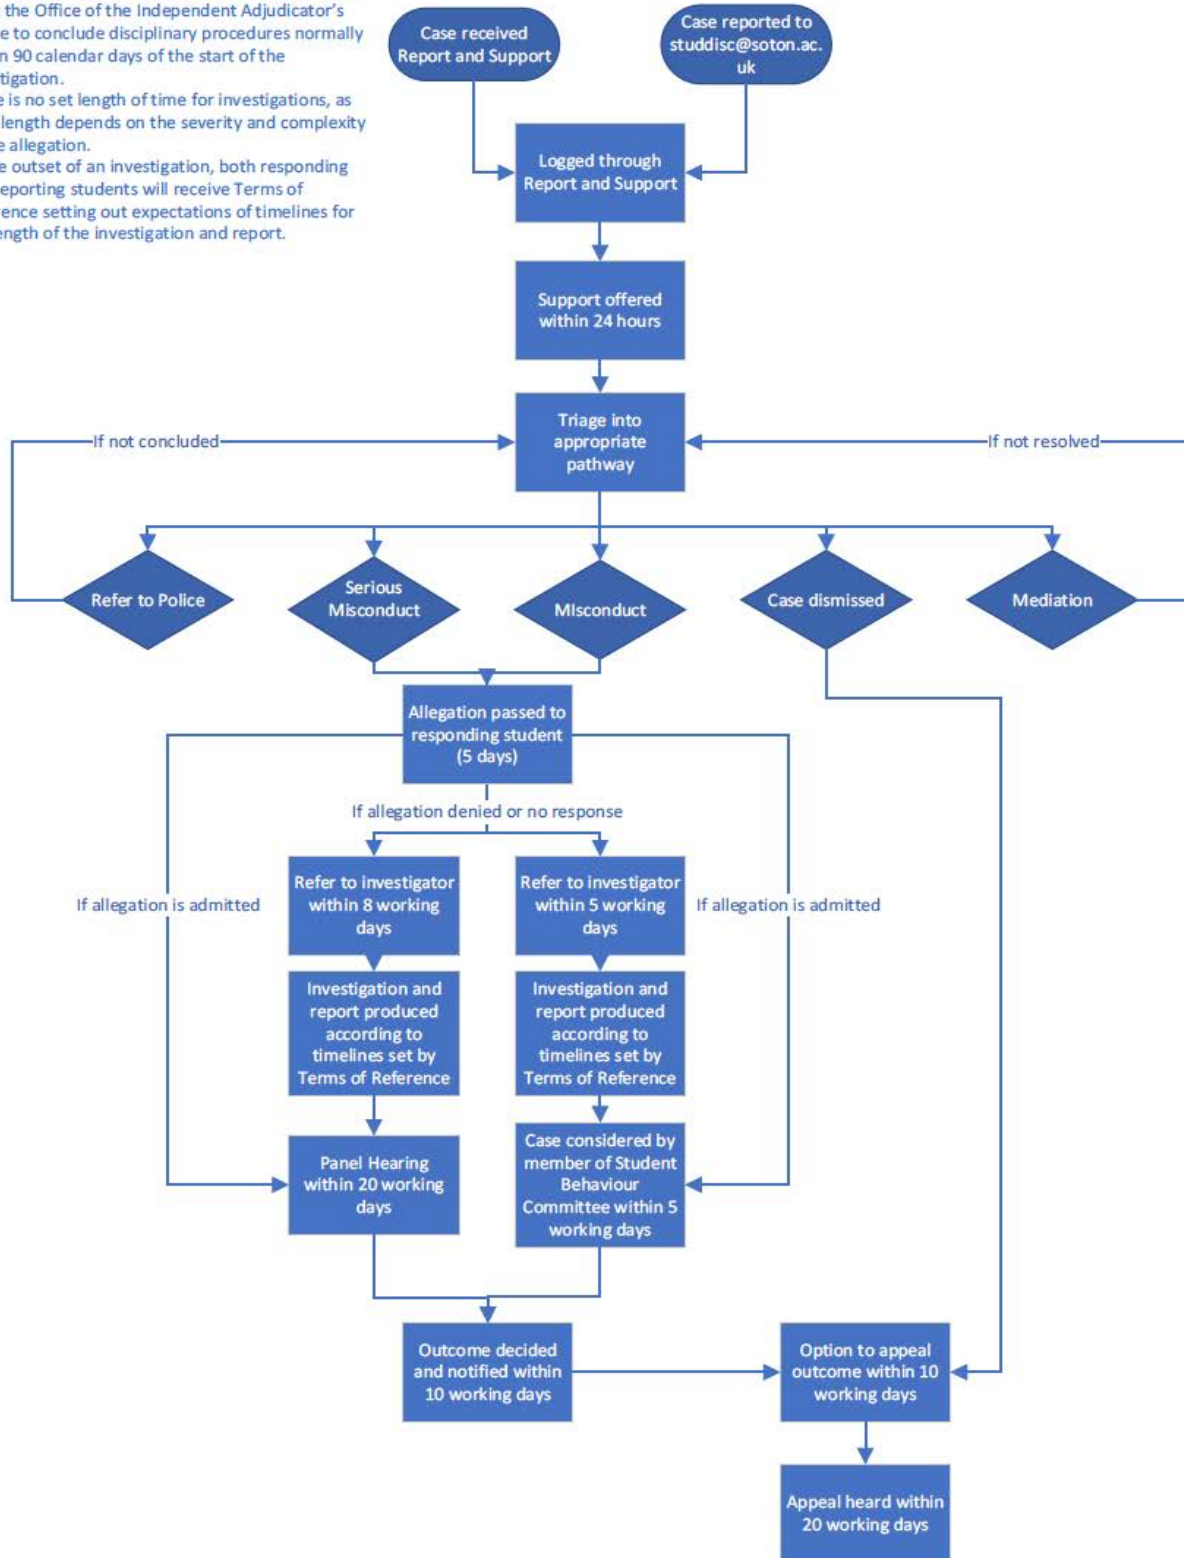 the Office of the Independent Adjudicator's
to conclude disciplinary procedures normally
90 calendar days of the start of the
is no set length of time for investigations, as
length depends on the severity and complexity
allegation.
outset of an investigation, both responding
reporting students will receive Terms of
setting out expectations of timelines for
length of the investigation and report.
Case received
Report and Support
Case reported to
studdisc@soton.ac.
uk
Logged through
Report and Support
Support offered
within 24 hours
Triage into
appropriate
pathway
If not concluded
If not resolved
Refer to Police
Serious
Misconduct
MIsconduct
Case dismissed
Mediation
Allegation passed to
responding student
(5 days)
If allegation denied or no response
If allegation is admitted
Refer to investigator
within 8 working
days
Refer to investigator
within 5 working
days
If allegation is admitted
Investigation and
report produced
according to
timelines set by
Terms of Reference
Investigation and
report produced
according to
timelines set by
Terms of Reference
Panel Hearing
within 20 working
days
Case considered by
member of Student
Behaviour
Committee within 5
working days
Outcome decided
and notified within
10 working days
Option to appeal
outcome within 10
working days
Appeal heard within
20 working days